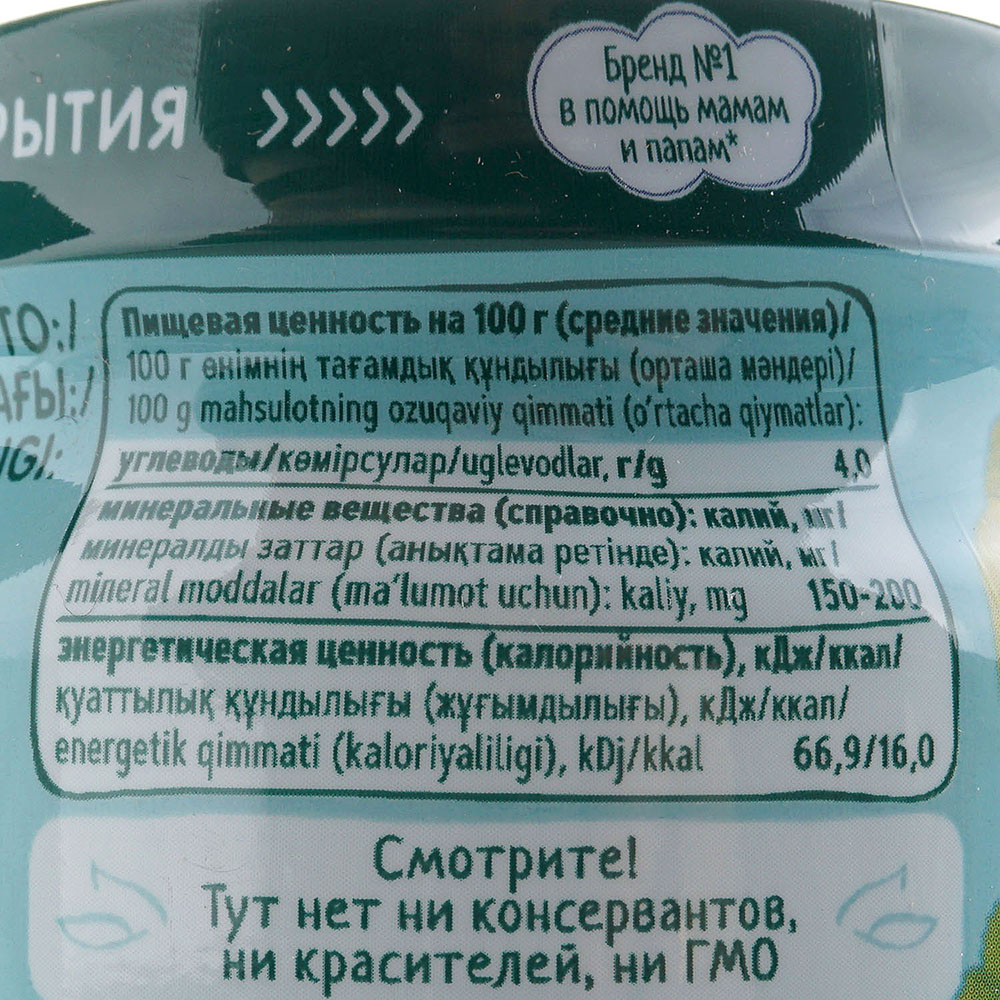 РЫТИЯ >>>>>
Бренд №1
в помощь мамам
и папам*
ТО:/
АҒЫ:/
IGI:
Пищевая ценность на 100 г (средние значения)/
100 г өнімнің тағамдық құндылығы (орташа мәндері)/
100 g mahsulotning ozuqaviy qimmati (o‘rtacha qiymatlar):
углеводы/көмірсулар/uglevodlar, г/g 4,0
минеральные вещества (справочно): калий, мг/
минералды заттар (анықтама ретінде): калий, мг/
mineral moddalar (ma‘lumot uchun): kaliy, mg 150-200
энергетическая ценность (калорийность), кДж/ккал/
қуаттылық құндылығы (жұғымдылығы), кДж/ккал/
energetik qimmati (kaloriyaliligi), kDj/kkal 66,9/16,0
Смотрите!
Тут нет ни консервантов,
ни красителей, ни ГМО